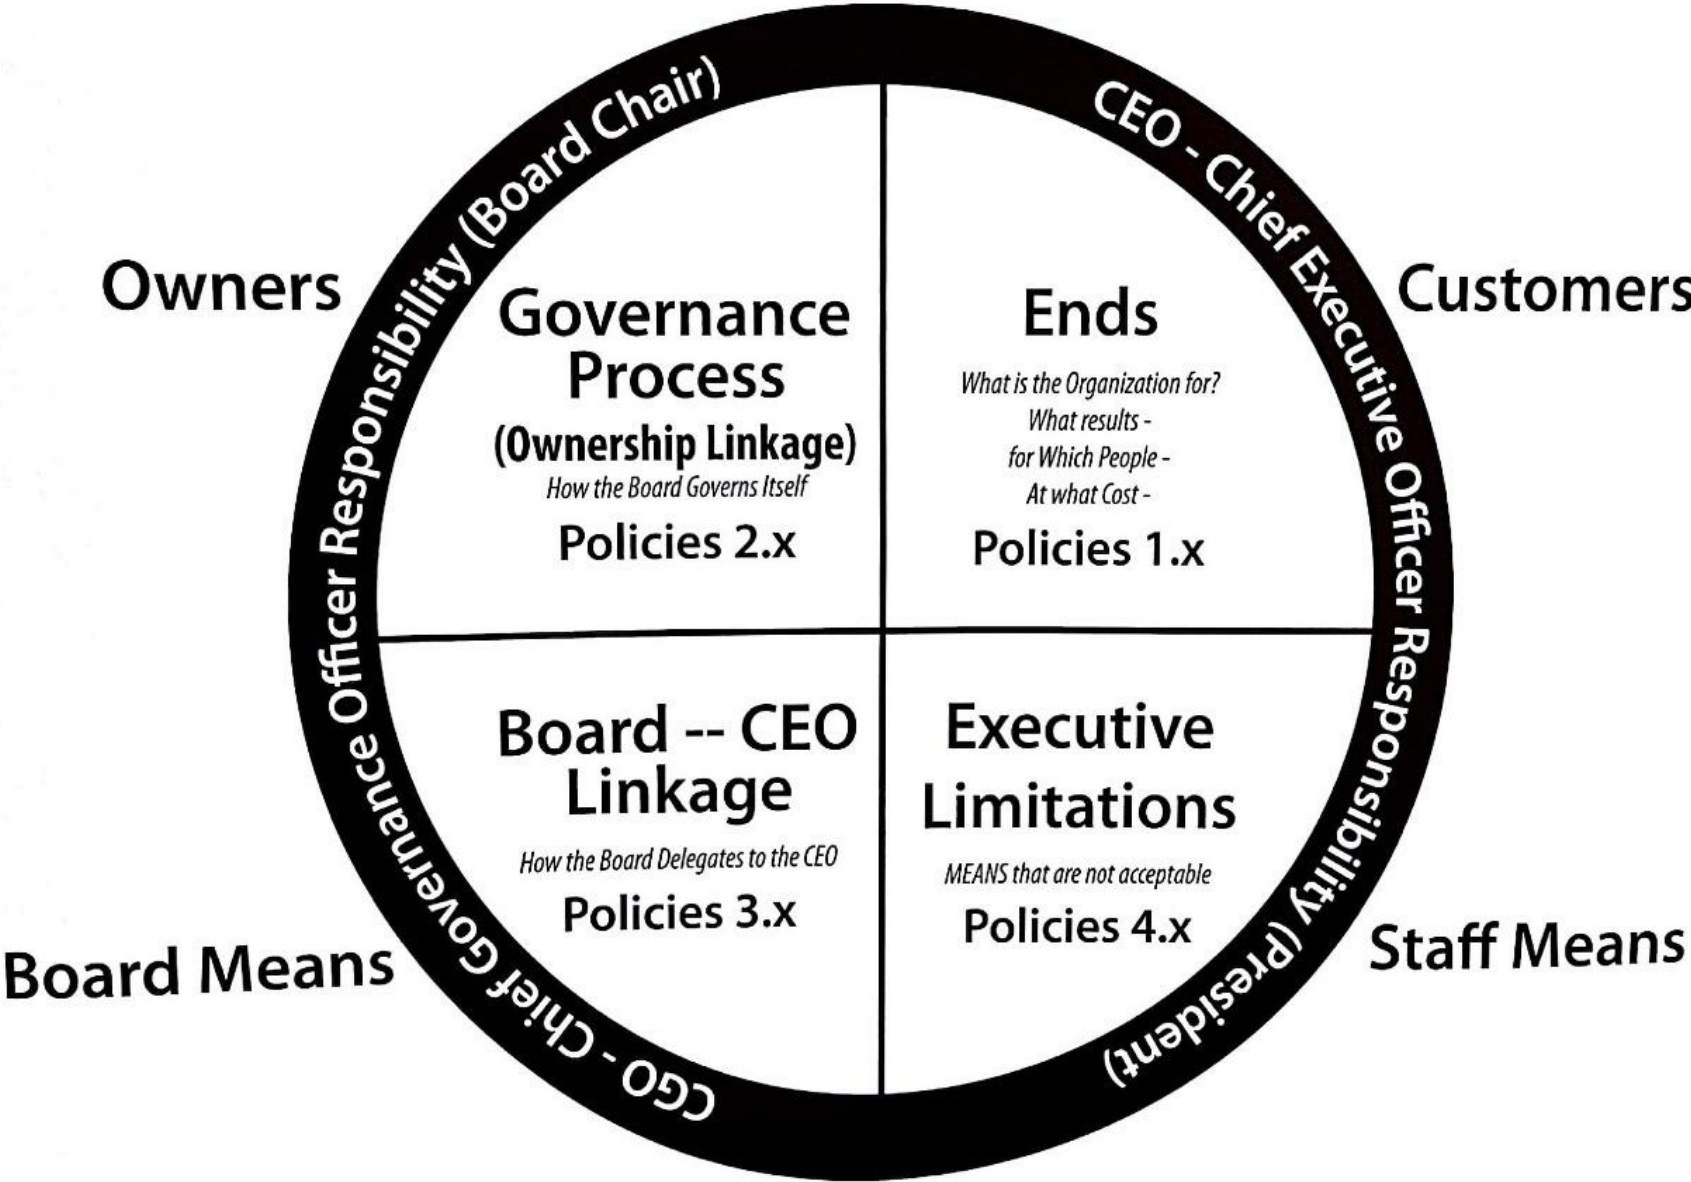 CGO - Chief Governance Officer Responsibility (Board Chair)
CEO - Chief Executive Officer Responsibility (President)
Owners
Customers
Governance
Process
(Ownership Linkage)
How the Board Governs Itself
Policies 2.x
Ends
What is the Organization for?
What results -
for Which People -
At what Cost -
Policies 1.x
Board -- CEO
Linkage
How the Board Delegates to the CEO
Policies 3.x
Executive
Limitations
MEANS that are not acceptable
Policies 4.x
Board Means
Staff Means